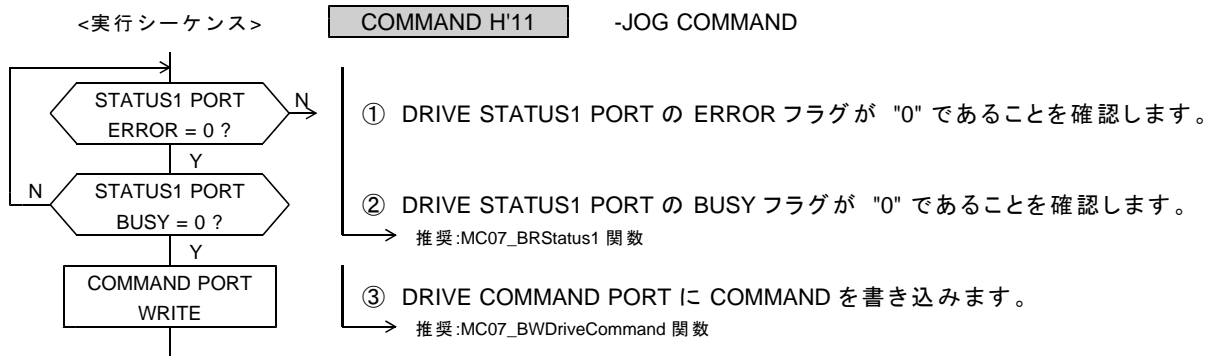 <実行シーケンス>
COMMAND H'11
-JOG COMMAND
STATUS1 PORT
ERROR = 0 ?
N
Y
① DRIVE STATUS1 PORT の ERROR フラグが "0" であることを確認します。
N
STATUS1 PORT
BUSY = 0 ?
Y
② DRIVE STATUS1 PORT の BUSY フラグが "0" であることを確認します。
推奨:MC07_BRStatus1 関数
COMMAND PORT
WRITE
③ DRIVE COMMAND PORT に COMMAND を書き込みます。
推奨:MC07_BWDriveCommand 関数